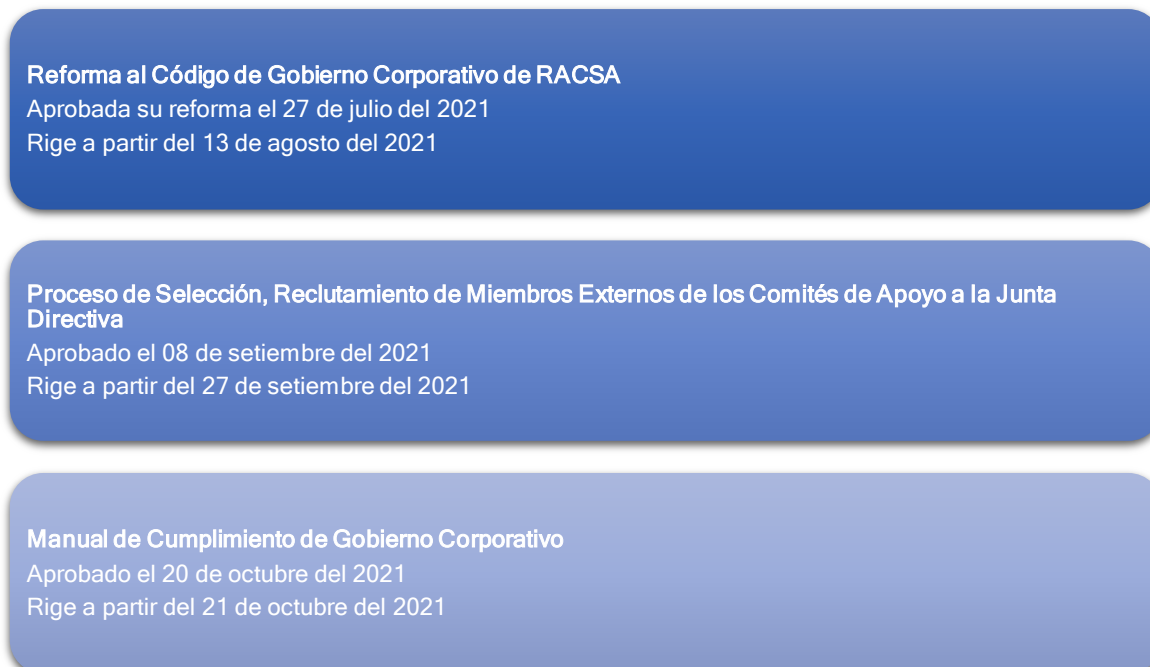 Reforma al Código de Gobierno Corporativo de RACSA
Aprobada su reforma el 27 de julio del 2021
Rige a partir del 13 de agosto del 2021
Proceso de Selección, Reclutamiento de Miembros Externos de los Comités de Apoyo a la Junta
Directiva
Aprobado el 08 de setiembre del 2021
Rige a partir del 27 de setiembre del 2021
Manual de Cumplimiento de Gobierno Corporativo
Aprobado el 20 de octubre del 2021
Rige a partir del 21 de octubre del 2021